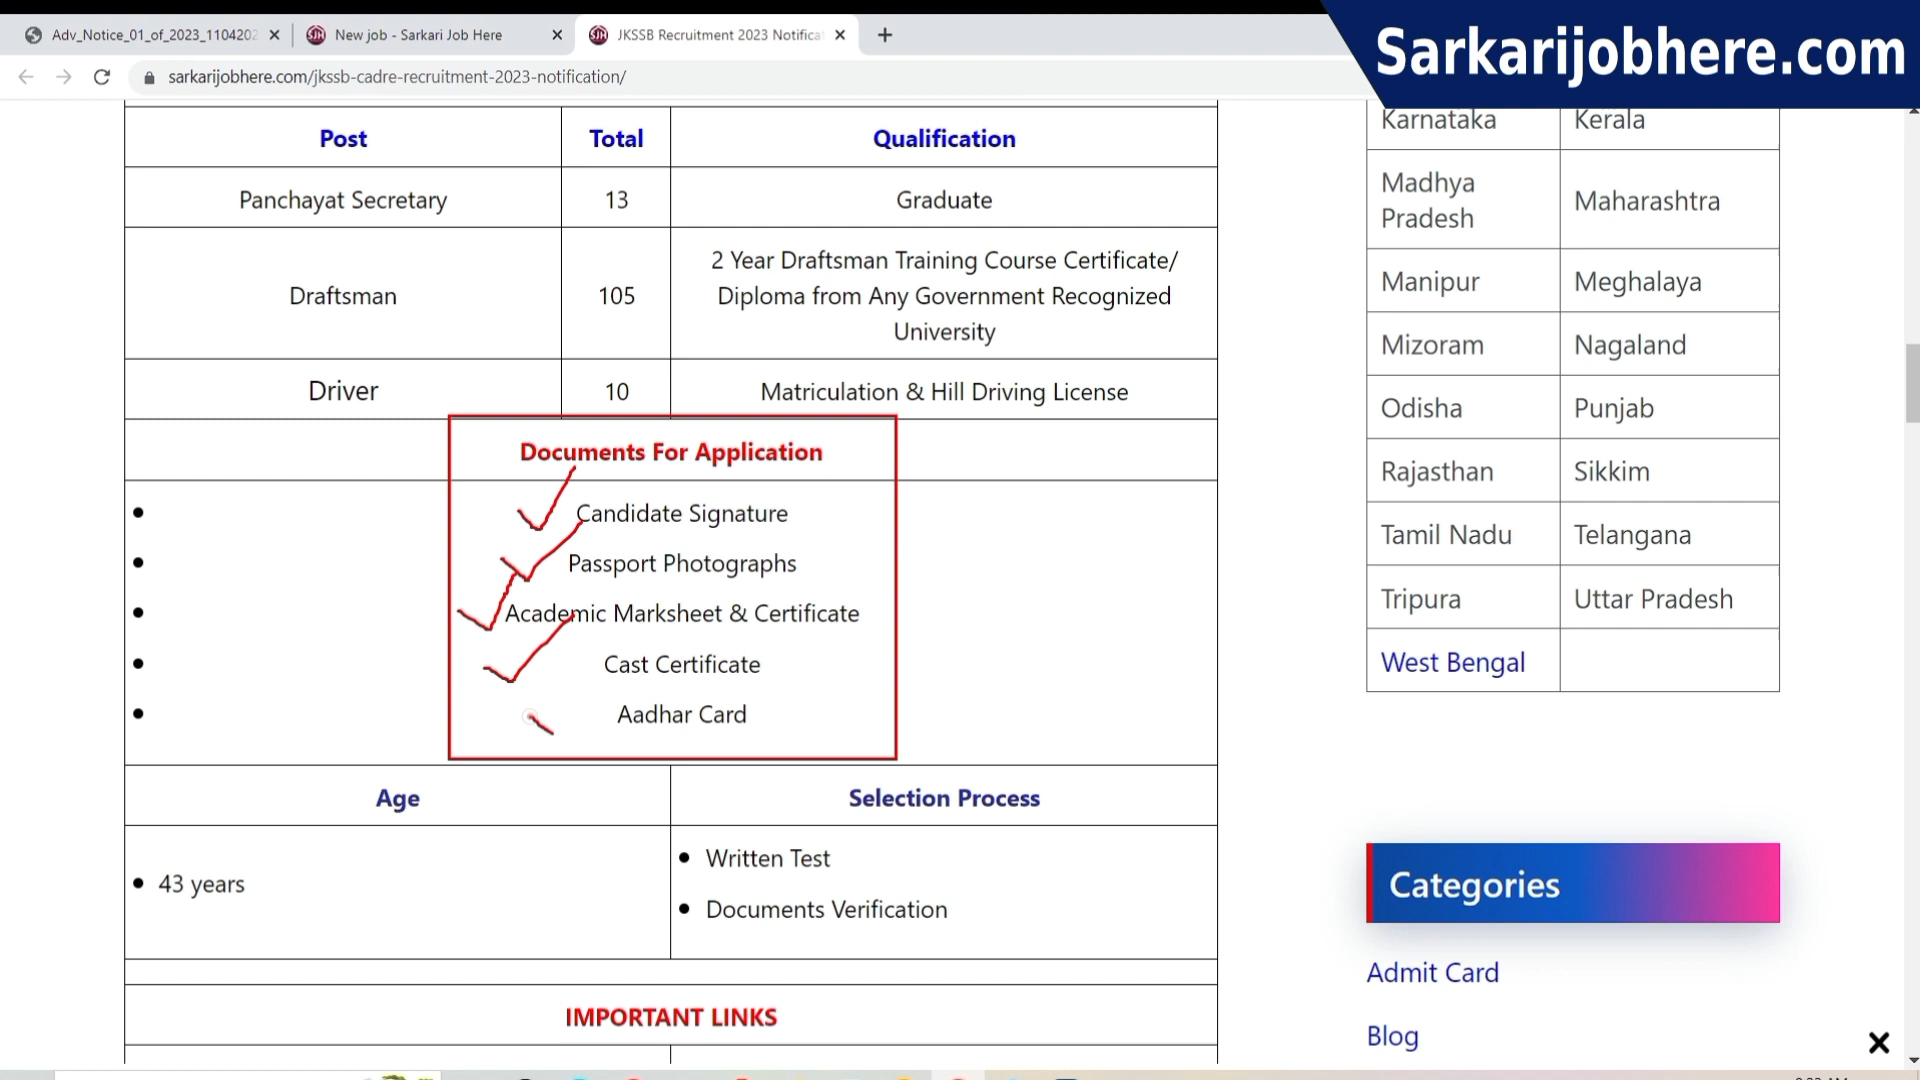 Adv_Notice_01_of_2023_1104202
New job - Sarkari Job Here
JKSSB Recruitment 2023 Notifica
Sarkarijobhere.com
sarkarijobhere.com/jkssb-cadre-recruitment-2023-notification/
Post Total Qualification
Panchayat Secretary 13 Graduate
Draftsman 105 2 Year Draftsman Training Course Certificate/
Diploma from Any Government Recognized
University
Driver 10 Matriculation & Hill Driving License
Documents For Application
Candidate Signature
Passport Photographs
Academic Marksheet & Certificate
Cast Certificate
Aadhar Card
Age Selection Process
43 years
Written Test
Documents Verification
IMPORTANT LINKS
Karnataka Kerala
Madhya
Pradesh
Maharashtra
Manipur Meghalaya
Mizoram Nagaland
Odisha Punjab
Rajasthan Sikkim
Tamil Nadu Telangana
Tripura Uttar Pradesh
West Bengal
Categories
Admit Card
Blog